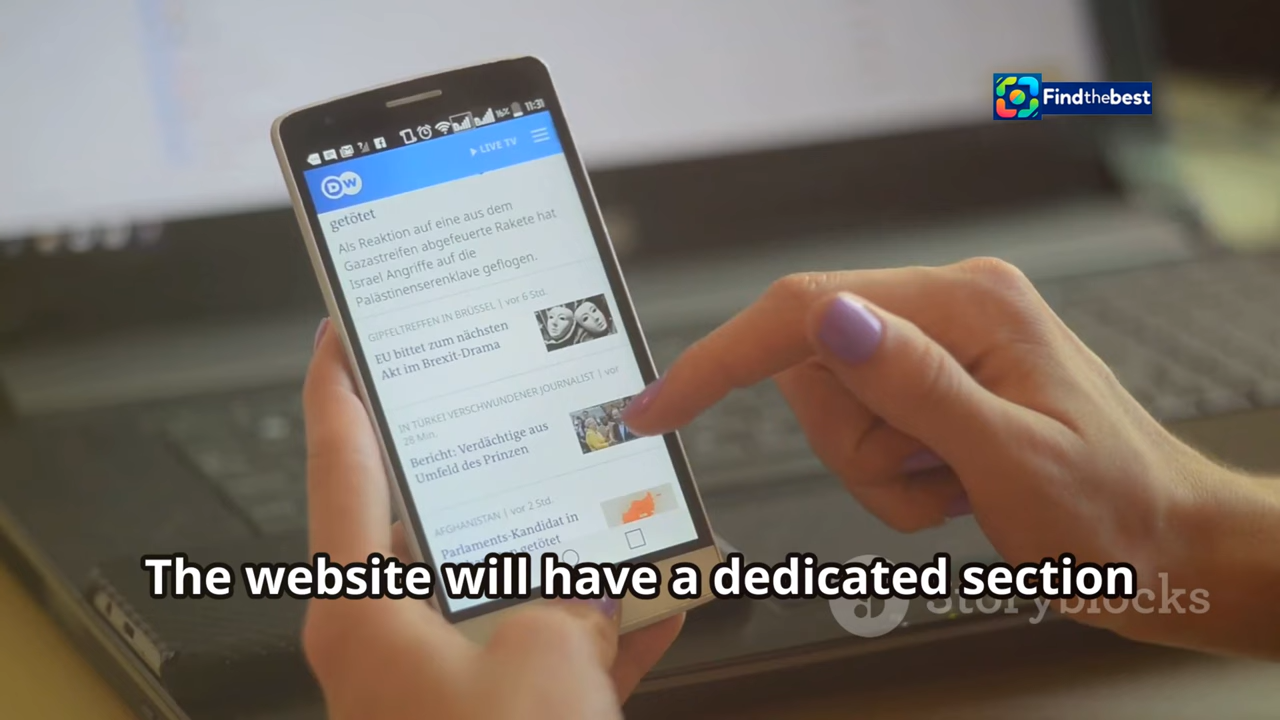 Findthebest
11:31
LIVE TV
DW
getötet
Als Reaktion auf eine aus dem
Gazastreifen abgefeuerte Rakete hat
Israel Angriffe auf die
Palästinenserenklave geflogen.
GIPFELTREFFEN IN BRÜSSEL | vor 6 Std.
EU bittet zum nächsten
Akt im Brexit-Drama
IN TÜRKEI VERSCHWUNDENER JOURNALIST | vor
28 Min.
Bericht: Verdächtige aus
Umfeld des Prinzen
AFGHANISTAN | vor 2 Std.
Parlaments-Kandidat in
getötet
The website will have a dedicated section
Storyblocks